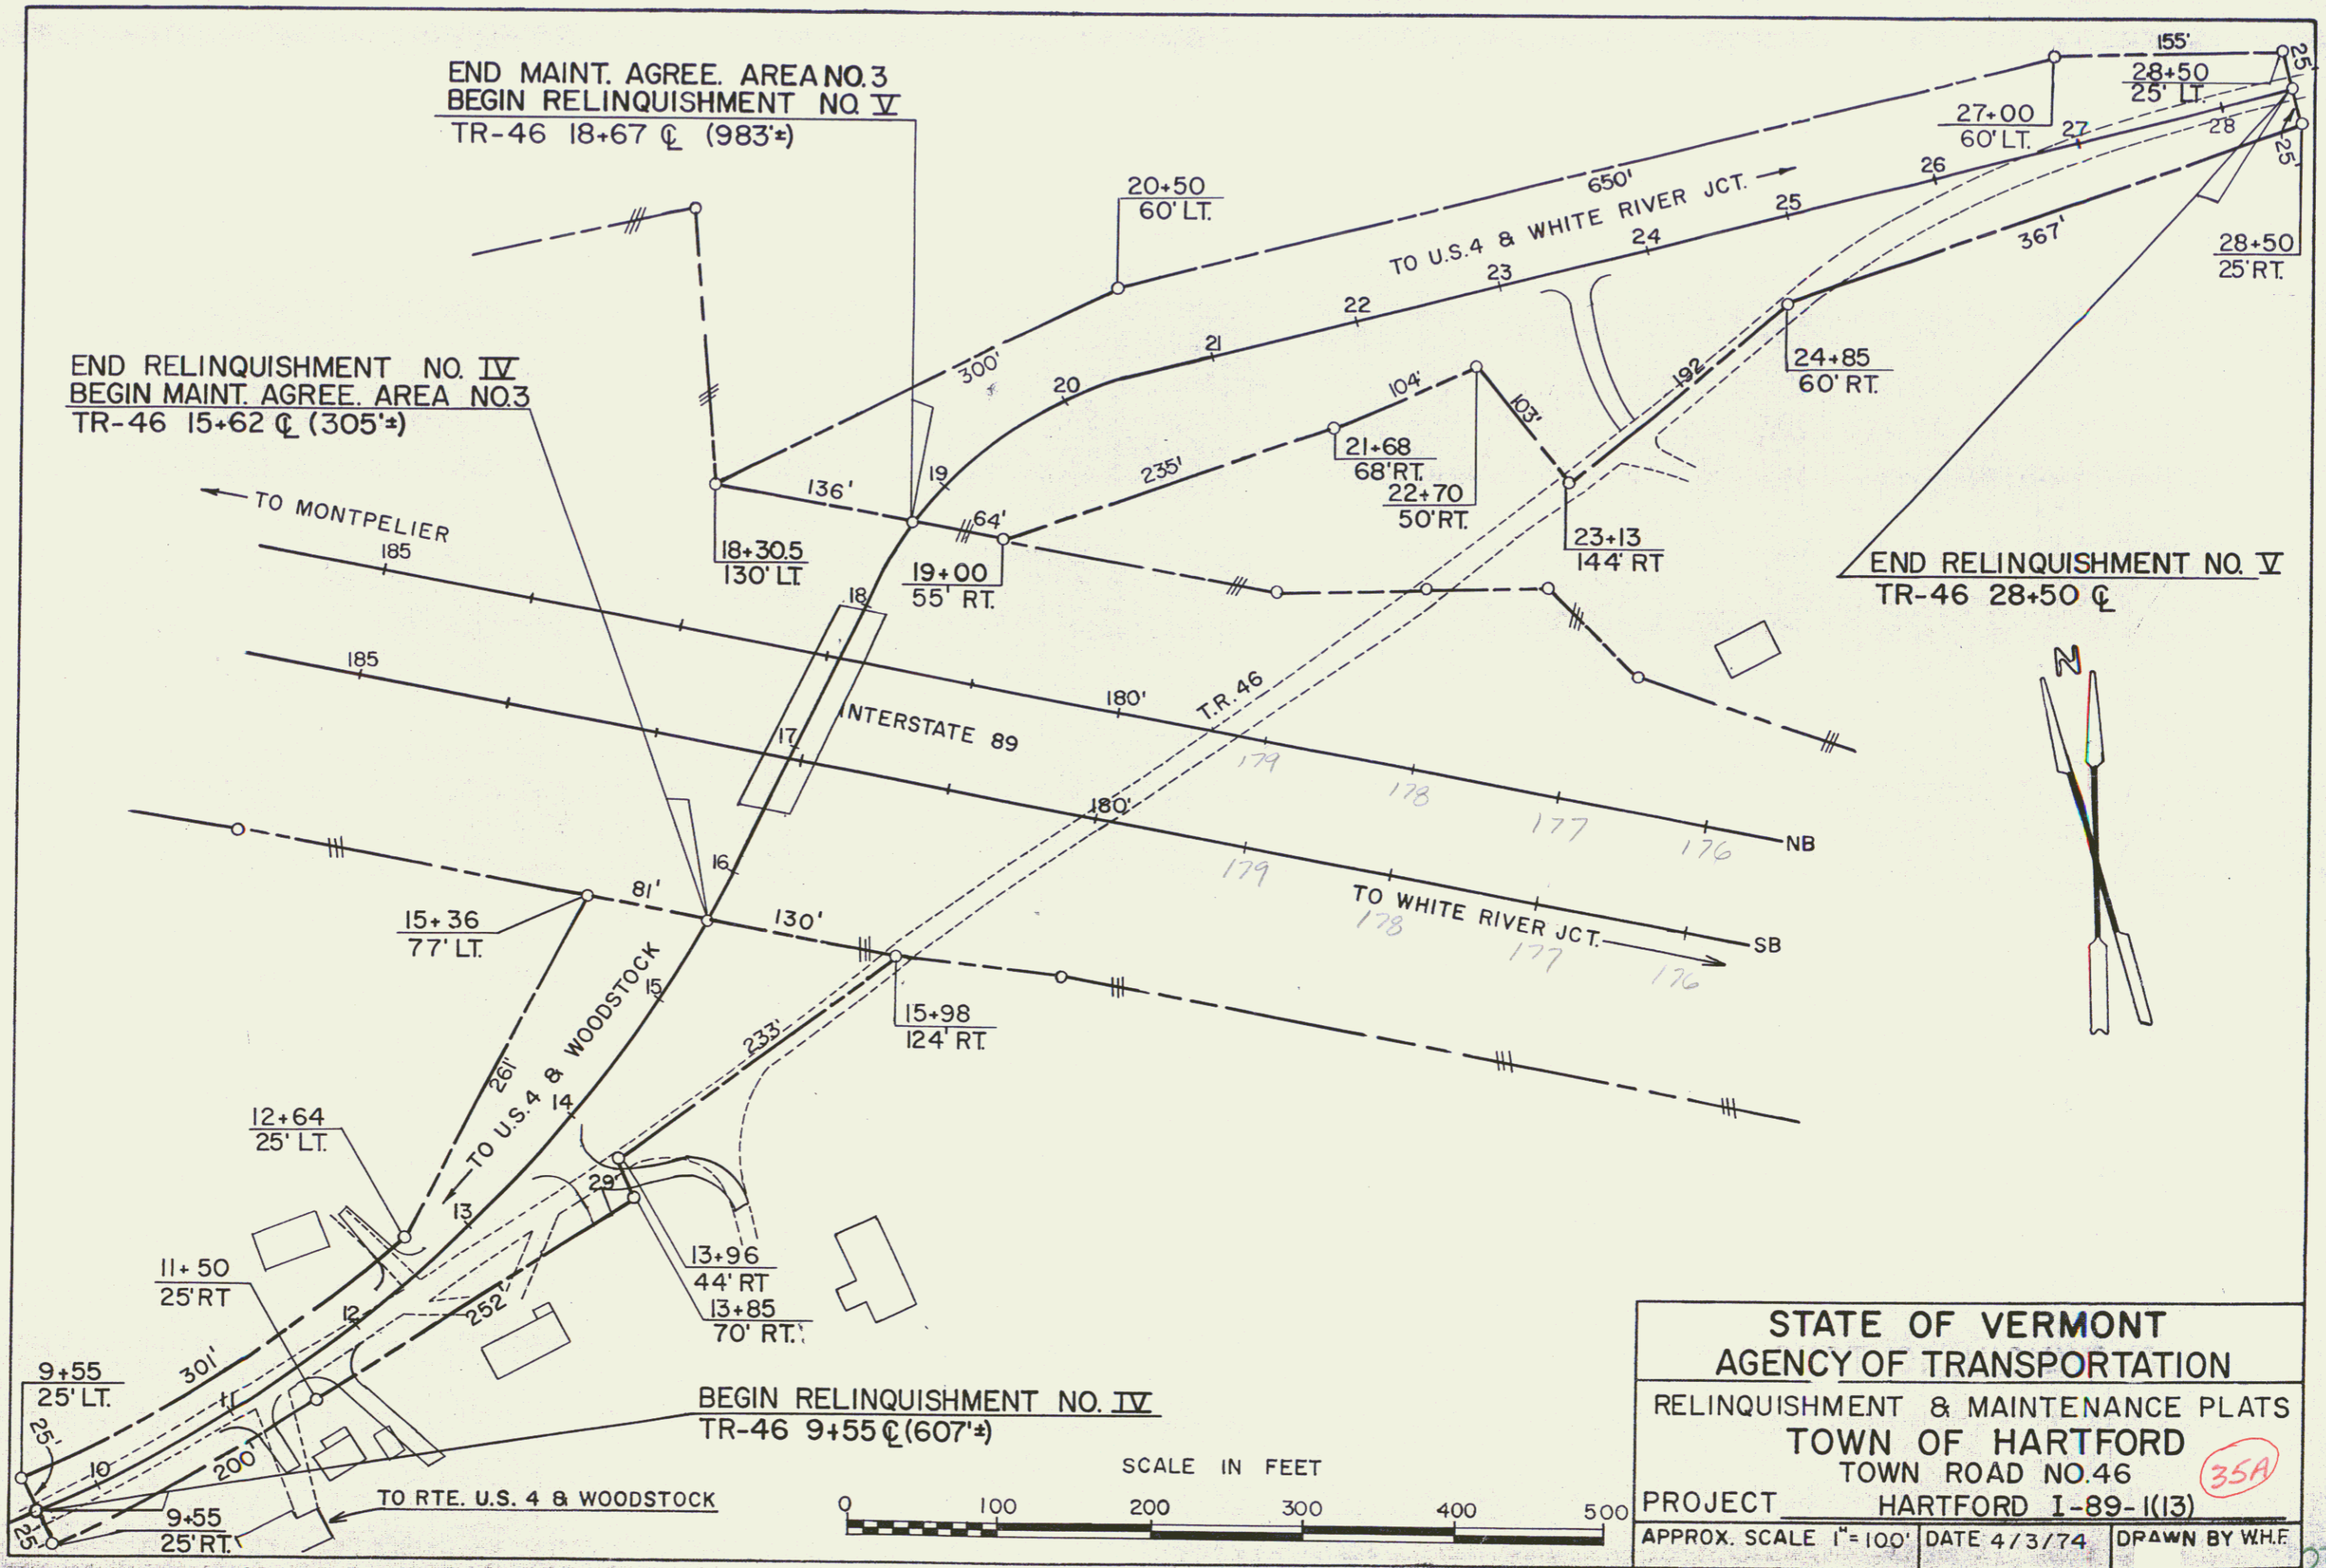 END MAINT. AGREE. AREA NO.3
BEGIN RELINQUISHMENT NO. V
TR-46 18+67 ℄ (983'±)
155'
25'
28+50
25' LT.
27+00
60' LT.
27
28
25'
26
650'
TO U.S.4 & WHITE RIVER JCT.
25
24
23
22
21
20
19
20+50
60' LT.
367'
28+50
25' RT.
300'
END RELINQUISHMENT NO. IV
BEGIN MAINT. AGREE. AREA NO.3
TR-46 15+62 ℄ (305'±)
24+85
60' RT.
192
104'
103'
21+68
68' RT.
22+70
50' RT.
235'
136'
64'
TO MONTPELIER
185
18+30.5
130' LT.
19+00
55' RT.
23+13
144' RT
END RELINQUISHMENT NO. V
TR-46 28+50 ℄
18
185
T.R. 46
180'
N
INTERSTATE 89
17
179
178
177
176
NB
180'
179
178
177
176
SB
TO WHITE RIVER JCT.
16
81'
130'
15+36
77' LT.
15
15+98
124' RT.
233'
261'
TO U.S.4 & WOODSTOCK
14
12+64
25' LT.
29'
13
13+96
44' RT
13+85
70' RT.
11+50
25' RT
252'
12
301'
11
9+55
25' LT.
25'
10
200'
BEGIN RELINQUISHMENT NO. IV
TR-46 9+55 ℄ (607'±)
TO RTE. U.S. 4 & WOODSTOCK
9+55
25' RT.
25'
SCALE IN FEET
0 100 200 300 400 500
STATE OF VERMONT
AGENCY OF TRANSPORTATION
RELINQUISHMENT & MAINTENANCE PLATS
TOWN OF HARTFORD
TOWN ROAD NO.46
35A
PROJECT HARTFORD I-89-1(13)
APPROX. SCALE 1"=100' DATE 4/3/74 DRAWN BY W.H.F.